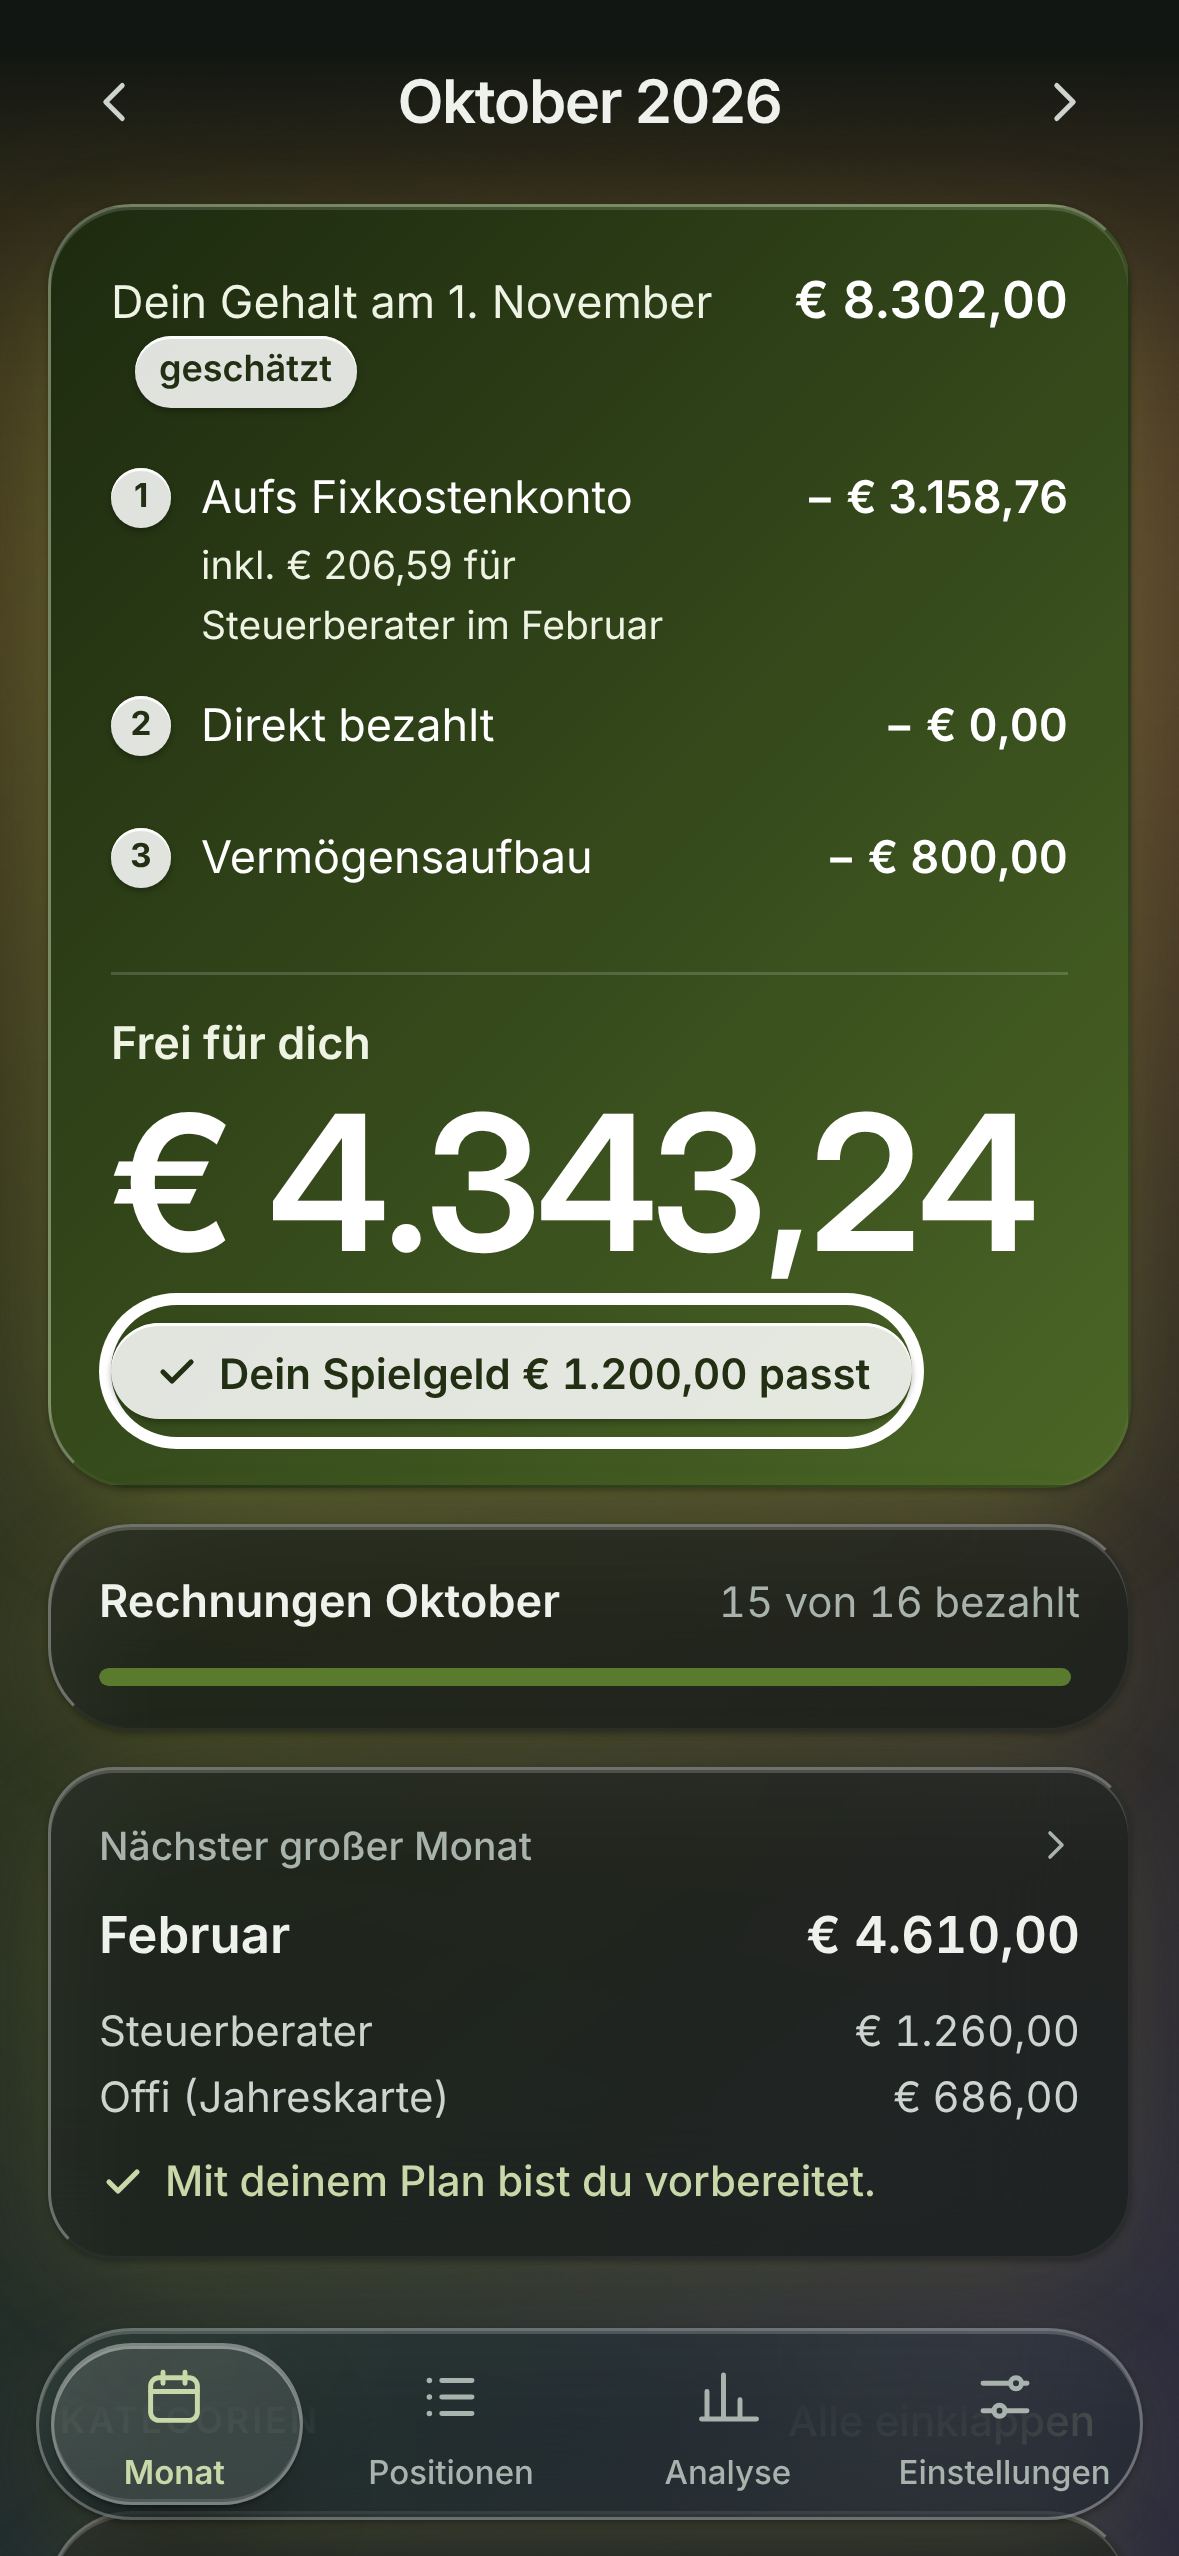 Oktober 2026
Dein Gehalt am 1. November € 8.302,00
geschätzt
1 Aufs Fixkostenkonto – € 3.158,76
inkl. € 206,59 für
Steuerberater im Februar
2 Direkt bezahlt – € 0,00
3 Vermögensaufbau – € 800,00
Frei für dich
€ 4.343,24
Dein Spielgeld € 1.200,00 passt
Rechnungen Oktober 15 von 16 bezahlt
Nächster großer Monat
Februar € 4.610,00
Steuerberater € 1.260,00
Offi (Jahreskarte) € 686,00
Mit deinem Plan bist du vorbereitet.
KATEGORIEN Alle einklappen
Monat Positionen Analyse Einstellungen